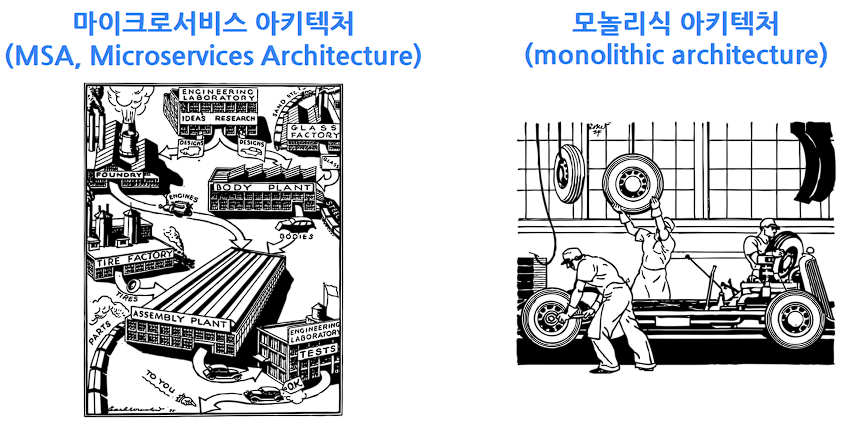 마이크로서비스 아키텍처
(MSA, Microservices Architecture)
모놀리식 아키텍처
(monolithic architecture)
ENGINEERING
LABORATORY
IDEAS RESEARCH
SAND ETC.
GLASS
FACTORY
DESIGNS
DESIGNS
GLASS
FOUNDRY
BODY PLANT
ENGINES
STEEL
BODIES
TIRE FACTORY
TIRES
ASSEMBLY PLANT
PARTS
ENGINEERING
LABORATORY
TESTS
TO YOU
OK